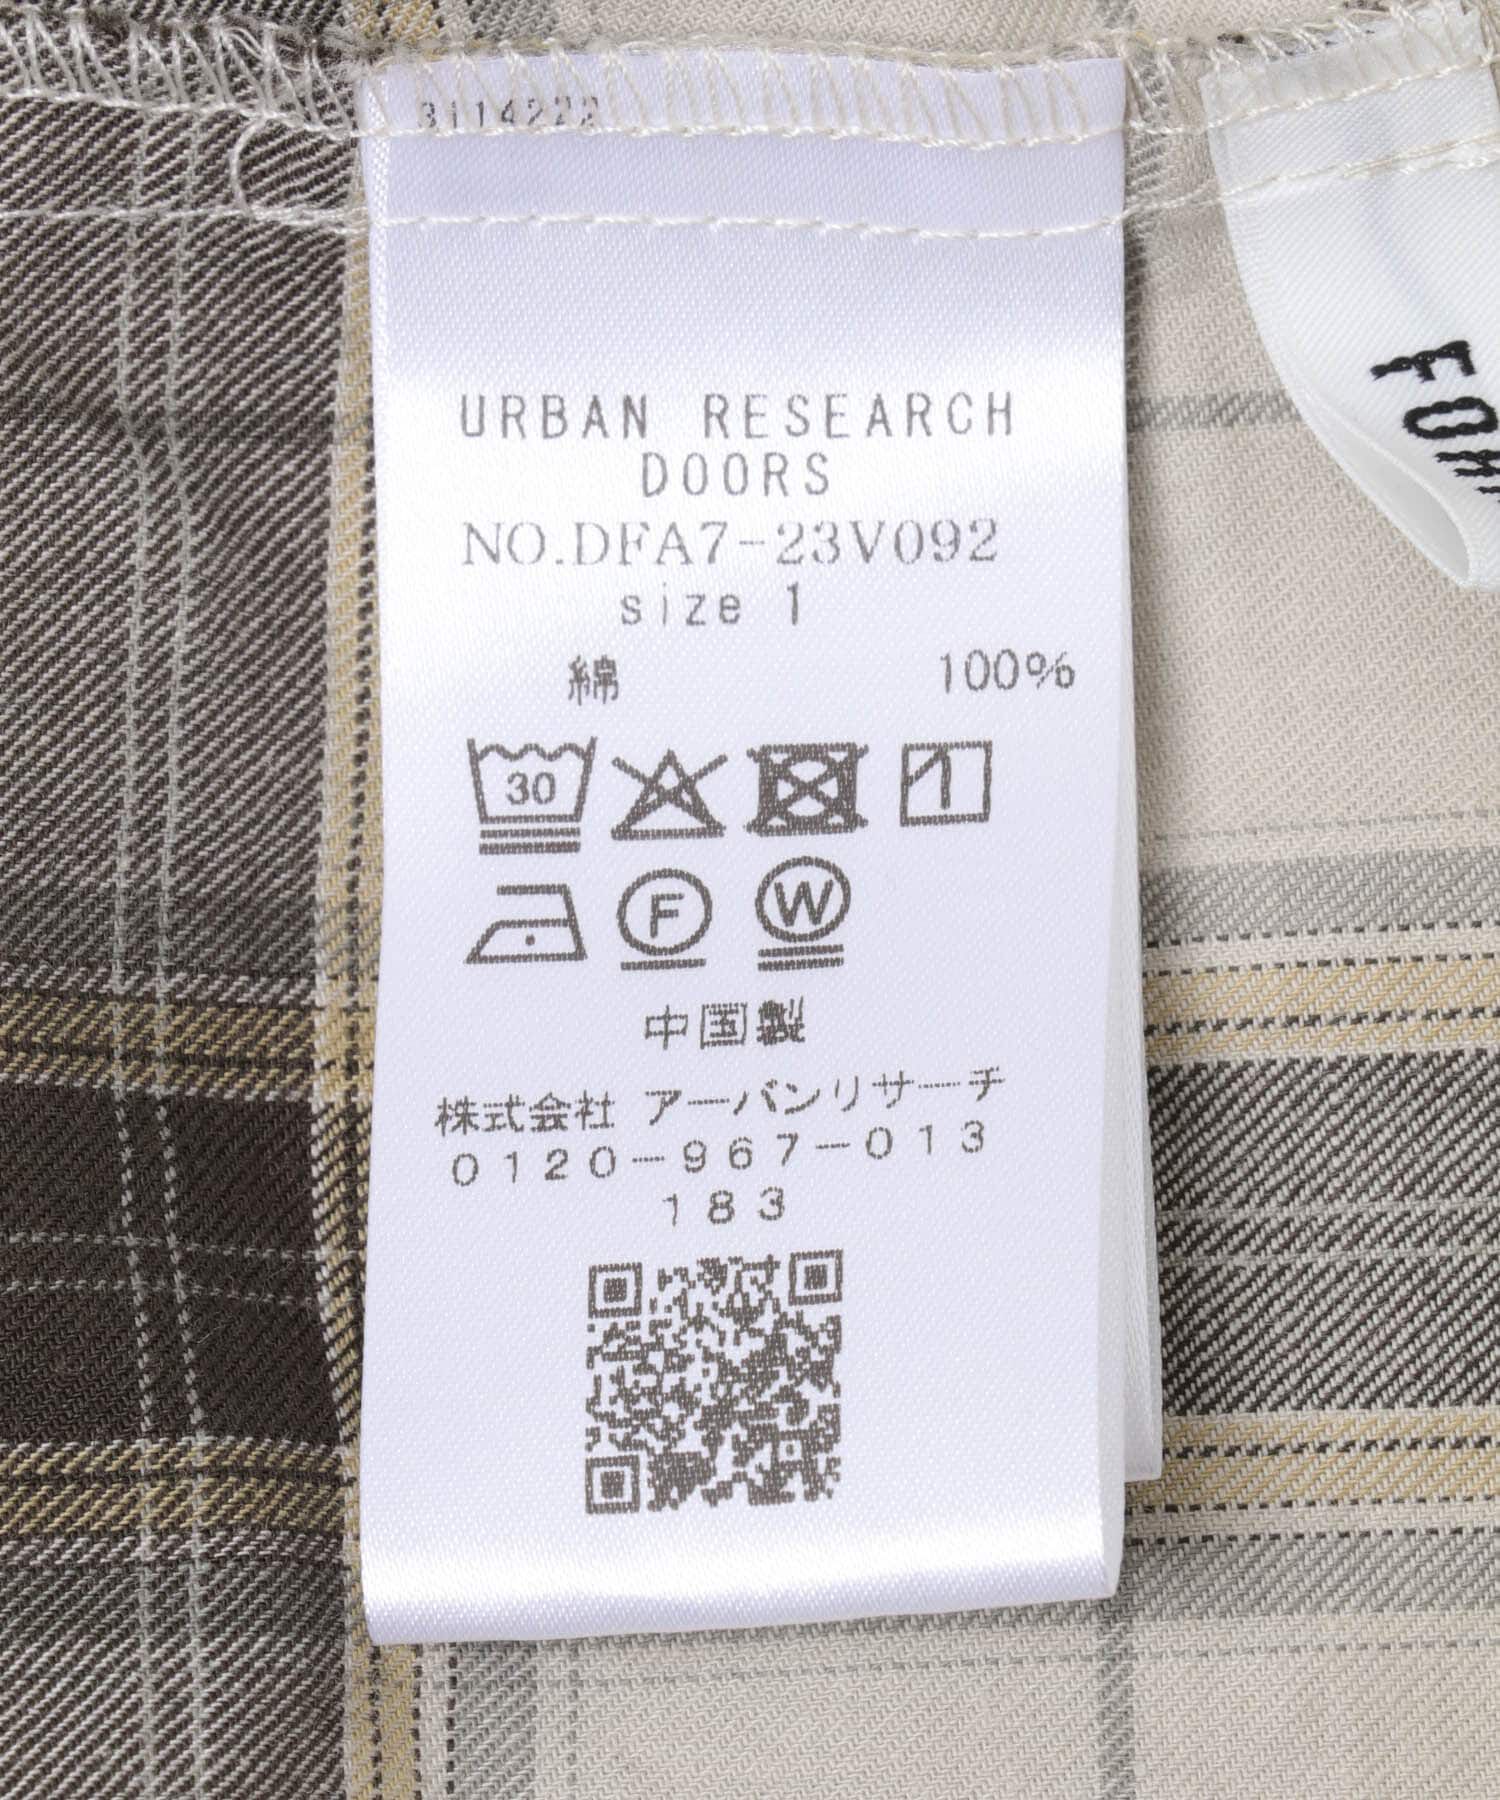 3114222
URBAN RESEARCH
DOORS
NO.DFA7-23V092
size 1
綿 100%
30
F W
中国製
株式会社 アーバンリサーチ
0120-967-013
183